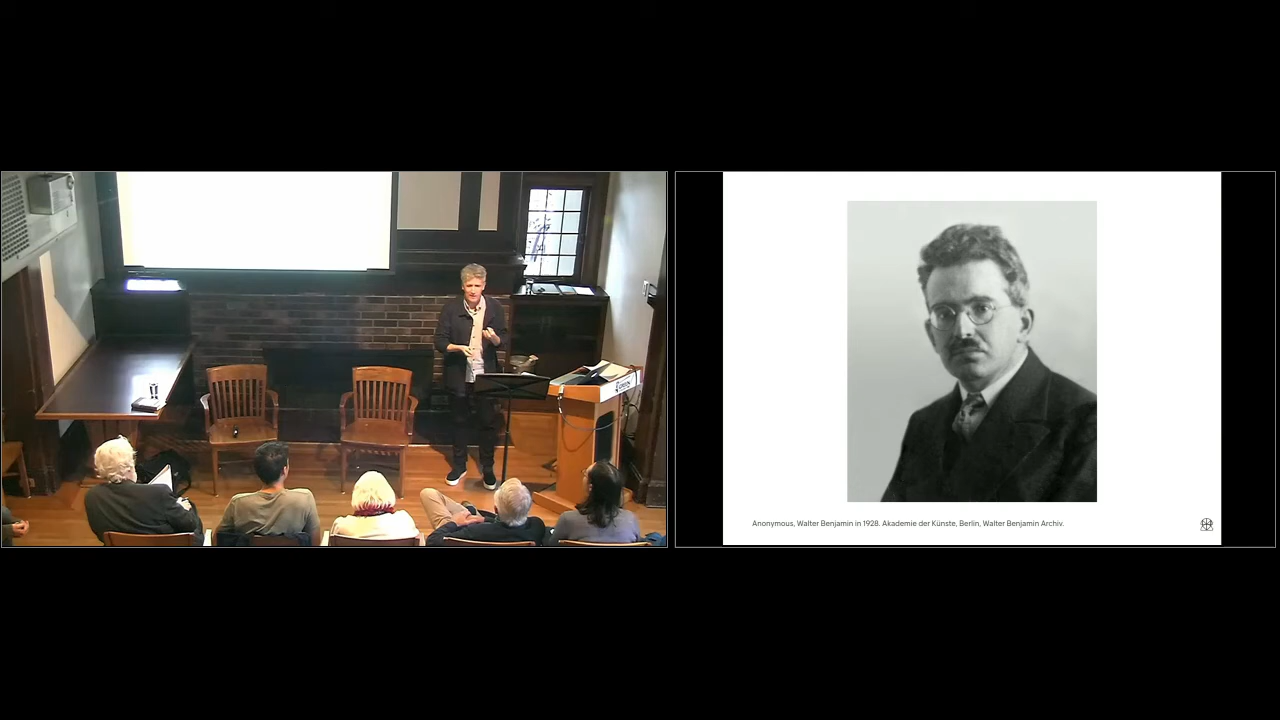 Anonymous, Walter Benjamin in 1928. Akademie der Künste, Berlin, Walter Benjamin Archiv.